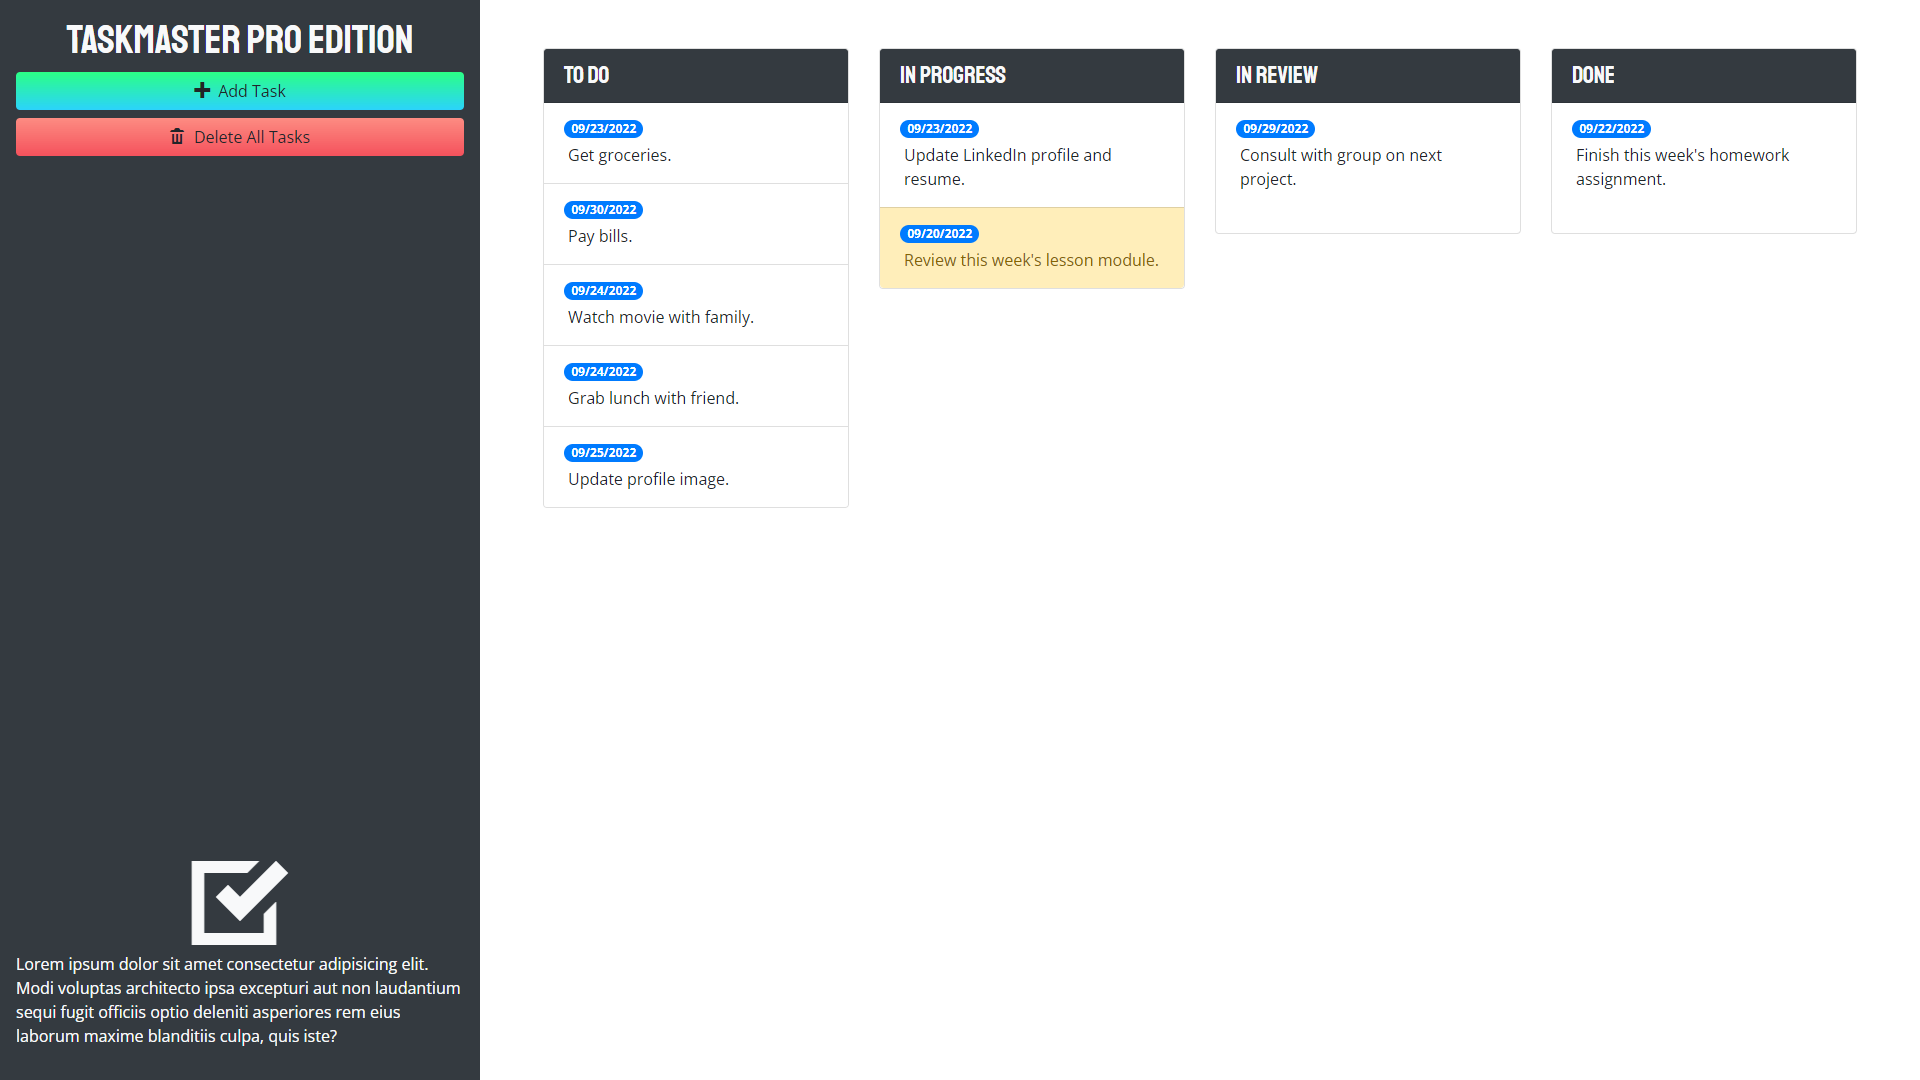 TASKMASTER PRO EDITION
Add Task
Delete All Tasks
Lorem ipsum dolor sit amet consectetur adipisicing elit.
Modi voluptas architecto ipsa excepturi aut non laudantium
sequi fugit officiis optio deleniti asperiores rem eius
laborum maxime blanditiis culpa, quis iste?
TO DO
09/23/2022
Get groceries.
09/30/2022
Pay bills.
09/24/2022
Watch movie with family.
09/24/2022
Grab lunch with friend.
09/25/2022
Update profile image.
IN PROGRESS
09/23/2022
Update LinkedIn profile and
resume.
09/20/2022
Review this week's lesson module.
IN REVIEW
09/29/2022
Consult with group on next
project.
DONE
09/22/2022
Finish this week's homework
assignment.